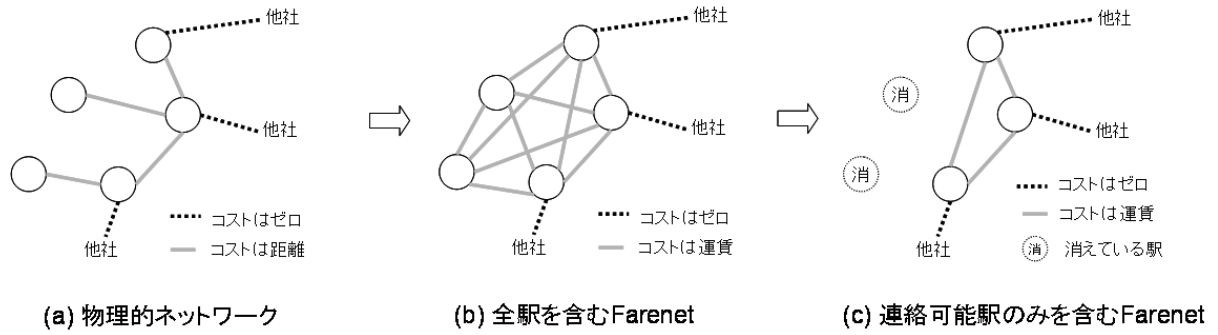 他社
他社
他社
コストはゼロ
コストは距離
(a) 物理的ネットワーク
他社
他社
他社
コストはゼロ
コストは運賃
(b) 全駅を含むFarenet
他社
消
他社
消
他社
コストはゼロ
コストは運賃
消 消えている駅
(c) 連絡可能駅のみを含むFarenet